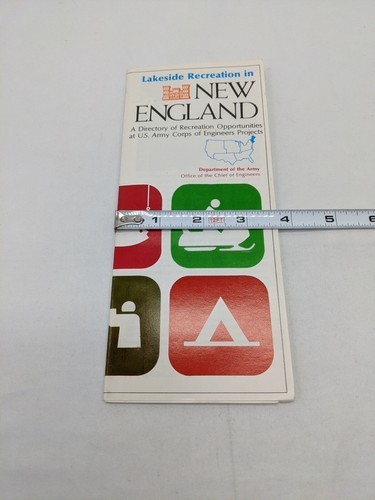 Lakeside Recreation in
NEW
ENGLAND
A Directory of Recreation Opportunities
at U.S. Army Corps of Engineers Projects
Department of the Army
Office of the Chief of Engineers
1 2 3 4 5 6